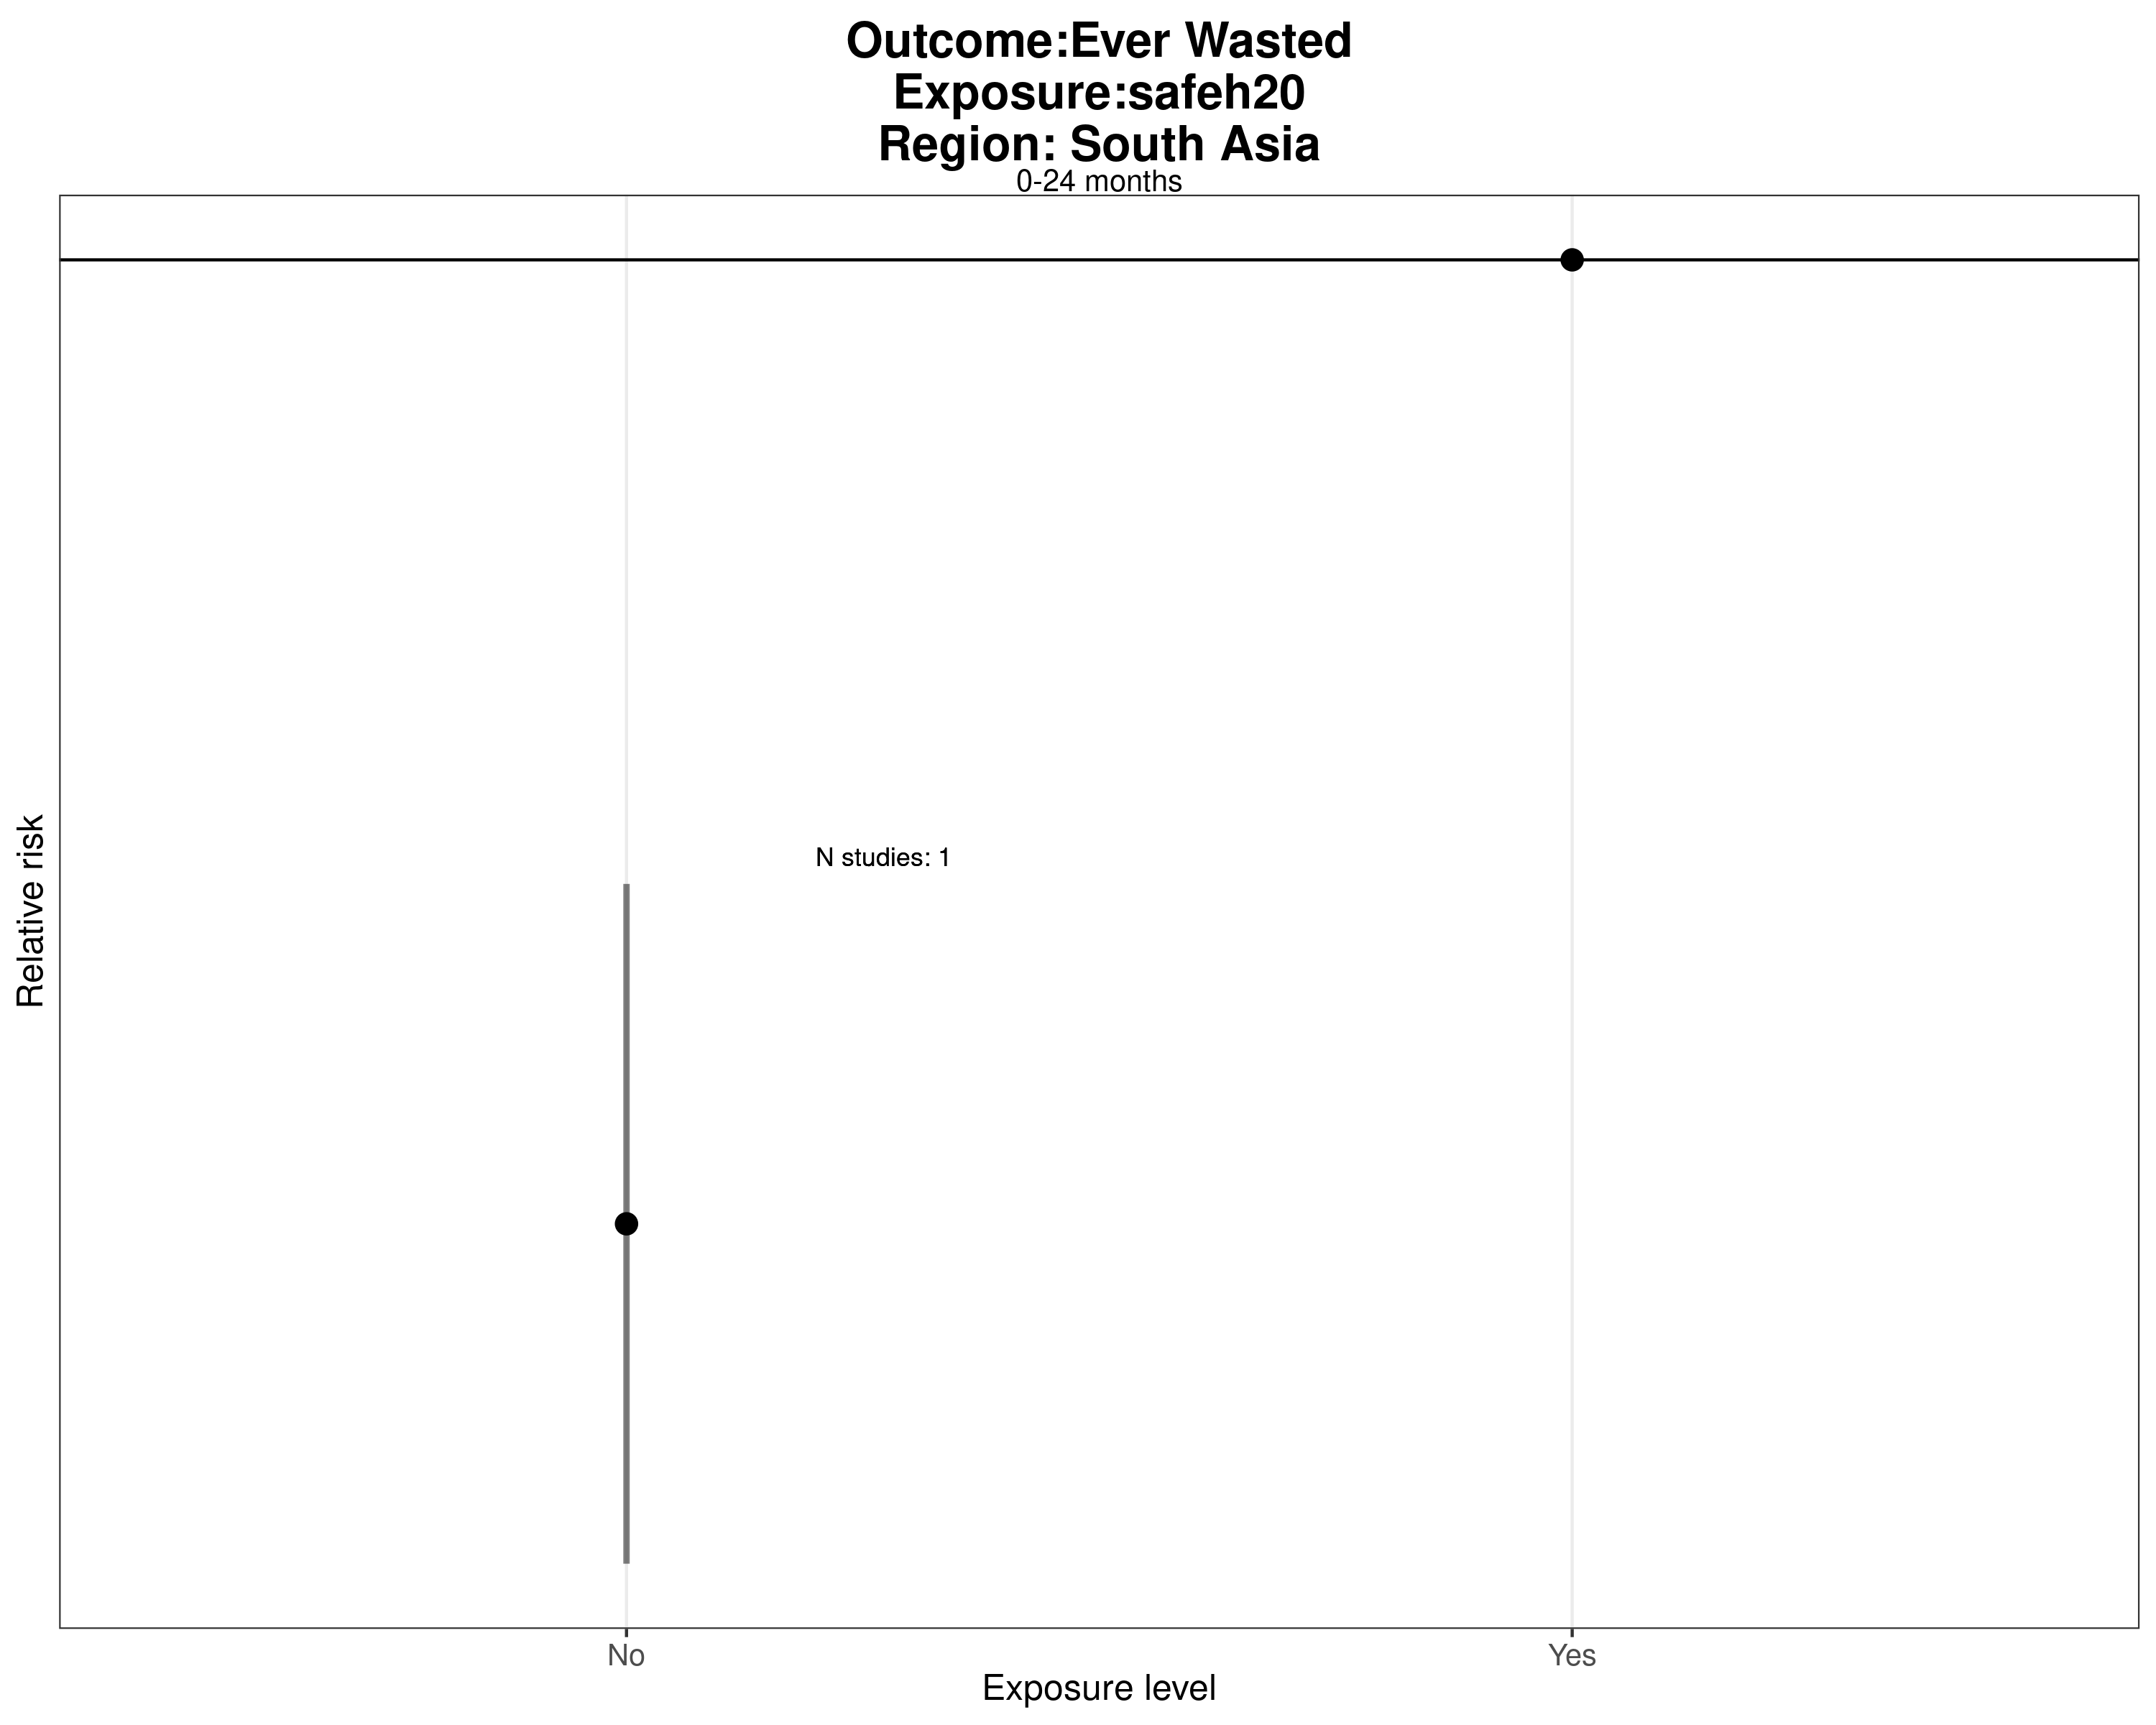 Outcome:Ever Wasted
Exposure:safeh20
Region: South Asia
0-24 months
Relative risk
N studies: 1
No
Yes
Exposure level